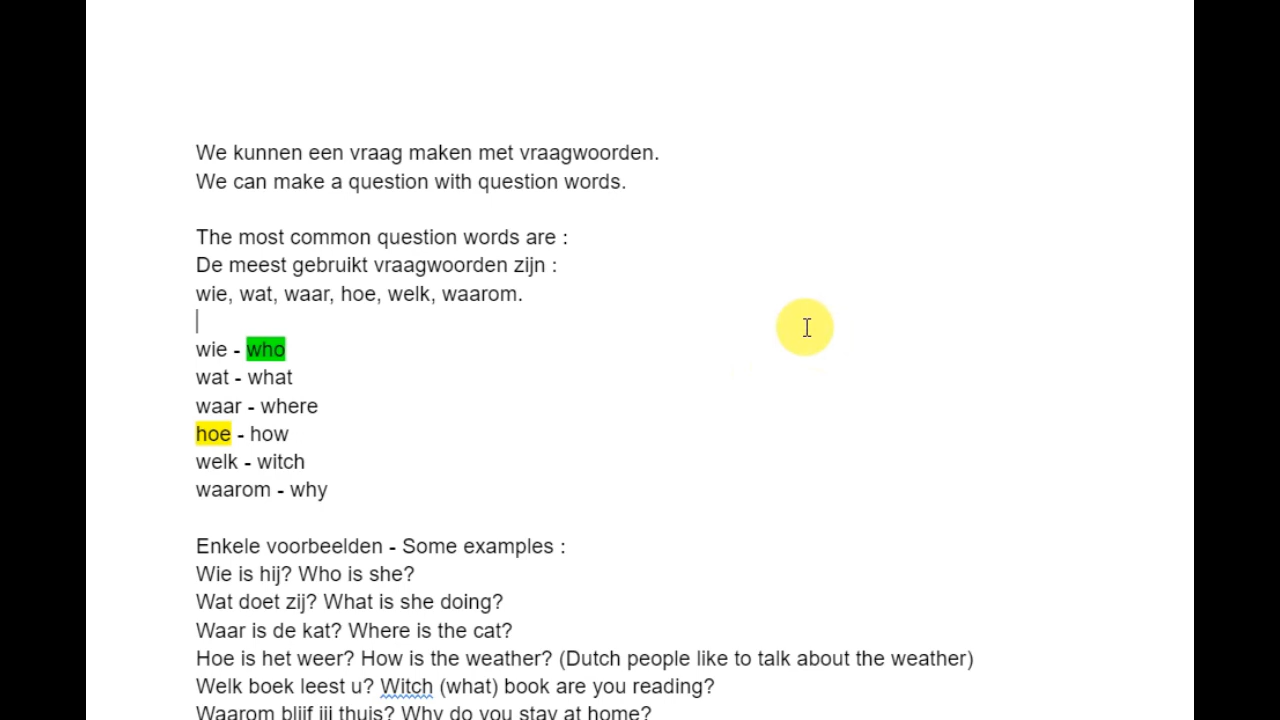 We kunnen een vraag maken met vraagwoorden.
We can make a question with question words.
The most common question words are :
De meest gebruikt vraagwoorden zijn :
wie, wat, waar, hoe, welk, waarom.
wie - who
wat - what
waar - where
hoe - how
welk - witch
waarom - why
Enkele voorbeelden - Some examples :
Wie is hij? Who is she?
Wat doet zij? What is she doing?
Waar is de kat? Where is the cat?
Hoe is het weer? How is the weather? (Dutch people like to talk about the weather)
Welk boek leest u? Witch (what) book are you reading?
Waarom blijf jij thuis? Why do you stay at home?